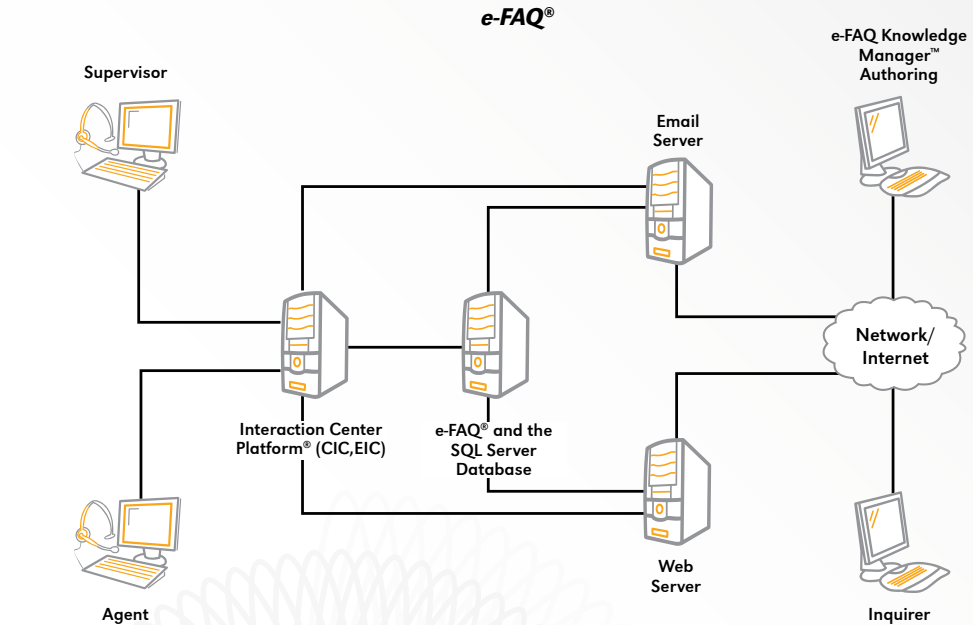 e-FAQ®
e-FAQ Knowledge
Manager™
Authoring
Supervisor
Email
Server
Network/
Internet
Interaction Center
Platform® (CIC,EIC)
e-FAQ® and the
SQL Server
Database
Web
Server
Agent
Inquirer